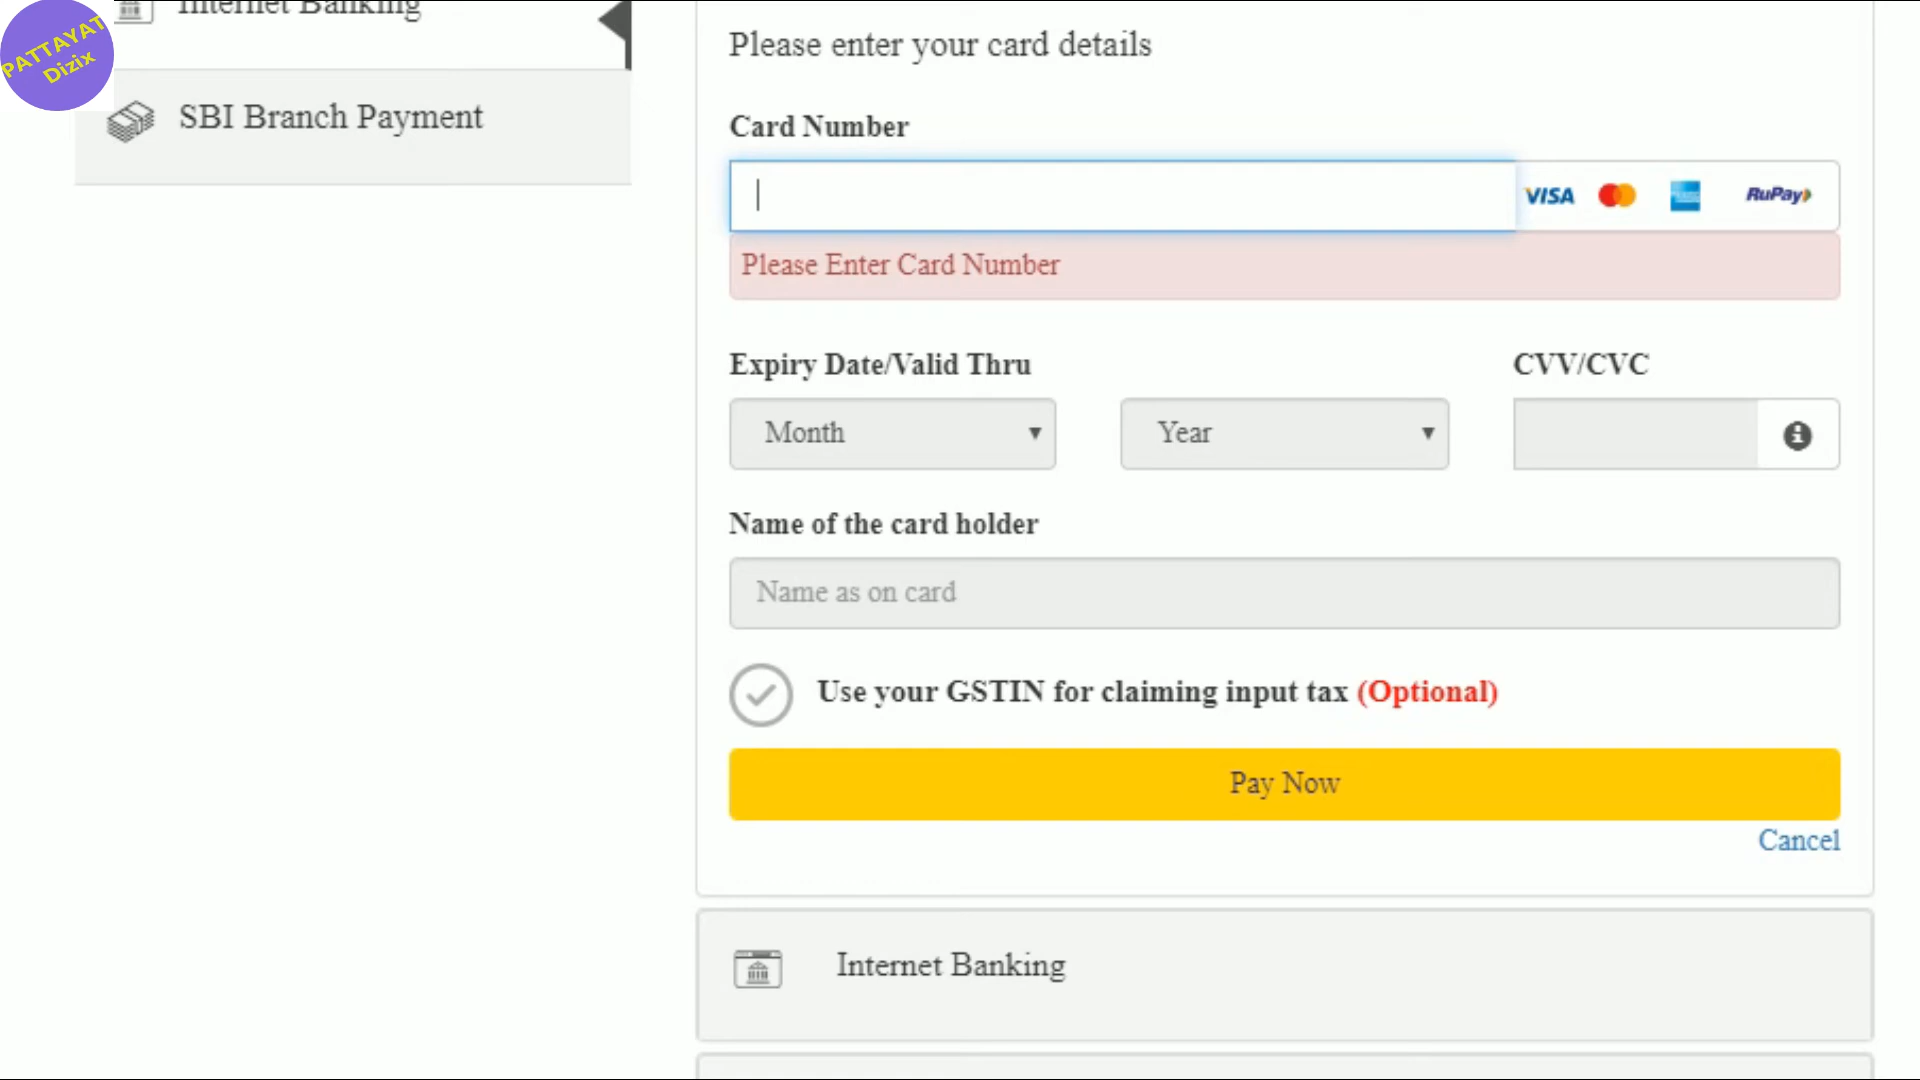 Internet Banking
PATTAYAT
Dizix
SBI Branch Payment
Please enter your card details
Card Number
VISA
RuPay
Please Enter Card Number
Expiry Date/Valid Thru
CVV/CVC
Month
Year
Name of the card holder
Name as on card
Use your GSTIN for claiming input tax (Optional)
Pay Now
Cancel
Internet Banking